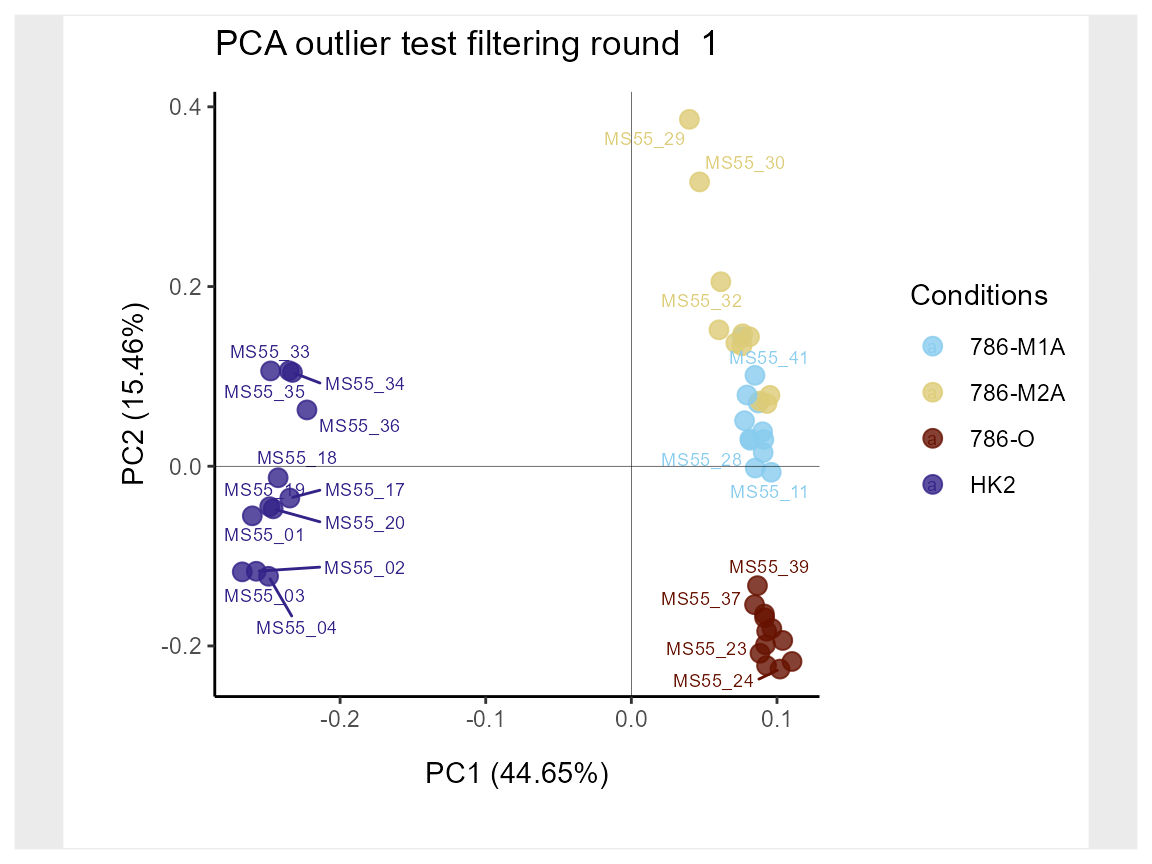 PCA outlier test filtering round  1
0.4
0.2
0.0
-0.2
PC2 (15.46%)
-0.2
-0.1
0.0
0.1
PC1 (44.65%)
MS55_29
MS55_30
MS55_32
MS55_33
MS55_34
MS55_35
MS55_36
MS55_41
MS55_18
MS55_28
MS55_19
MS55_17
MS55_11
MS55_20
MS55_01
MS55_02
MS55_39
MS55_03
MS55_37
MS55_04
MS55_23
MS55_24
Conditions
a 786-M1A
a 786-M2A
a 786-O
a HK2